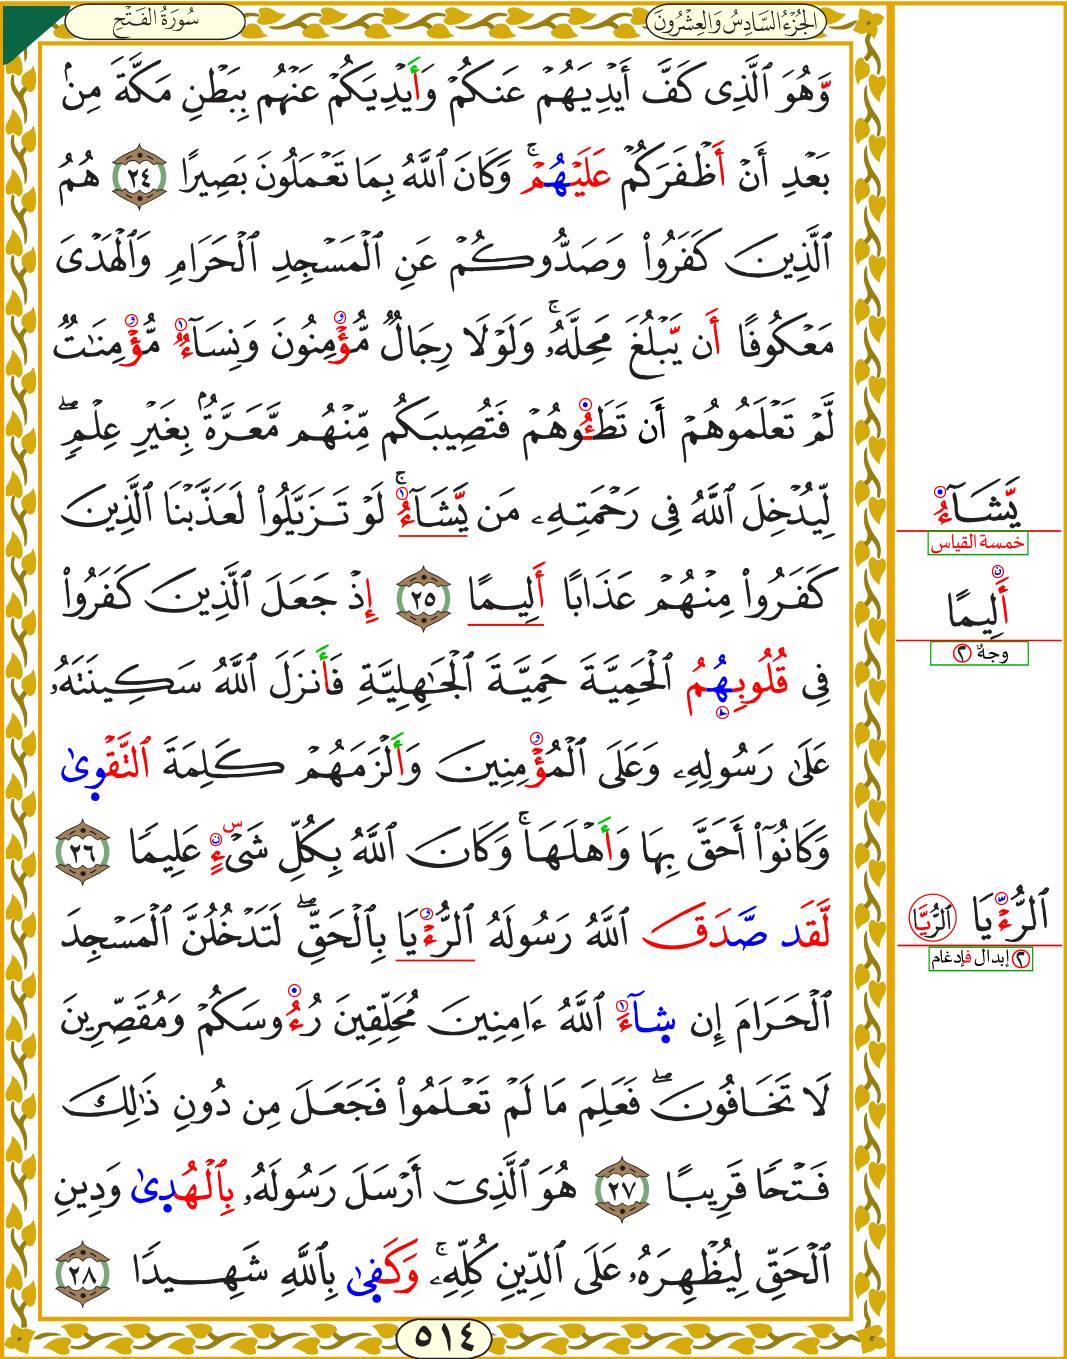 الجُزْءُ السَّادِسُ وَالعِشْرُونَ
سُورَةُ الفَتْحِ
وَّهُوَ ٱلَّذِى كَفَّ أَيْدِيَهُمْ عَنكُمْ وَأَيْدِيَكُمْ عَنْهُم بِبَطْنِ مَكَّةَ مِنۢ
بَعْدِ أَنْ أَظْفَرَكُمْ عَلَيْهُمْۚ وَكَانَ ٱللَّهُ بِمَا تَعْمَلُونَ بَصِيرًا ٢٤ هُمُ
ٱلَّذِينَ كَفَرُوا۟ وَصَدُّوكُمْ عَنِ ٱلْمَسْجِدِ ٱلْحَرَامِ وَٱلْهَدْىَ
مَعْكُوفًا أَن يَّبْلُغَ مَحِلَّهُۥۚ وَلَوْلَا رِجَالٌ مُّؤْمِنُونَ وَنِسَآءٌ مُّؤْمِنَٰتٌ
لَّمْ تَعْلَمُوهُمْ أَن تَطَـُٔوهُمْ فَتُصِيبَكُم مِّنْهُم مَّعَرَّةٌۢ بِغَيْرِ عِلْمٍۖ
لِّيُدْخِلَ ٱللَّهُ فِى رَحْمَتِهِۦ مَن يَّشَآءُۚ لَوْ تَزَيَّلُوا۟ لَعَذَّبْنَا ٱلَّذِينَ
كَفَرُوا۟ مِنْهُمْ عَذَابًا أَلِيمًا ٢٥ إِذْ جَعَلَ ٱلَّذِينَ كَفَرُوا۟
فِى قُلُوبِهُمُ ٱلْحَمِيَّةَ حَمِيَّةَ ٱلْجَٰهِلِيَّةِ فَأَنزَلَ ٱللَّهُ سَكِينَتَهُۥ
عَلَىٰ رَسُولِهِۦ وَعَلَى ٱلْمُؤْمِنِينَ وَأَلْزَمَهُمْ كَلِمَةَ ٱلتَّقْوىٰ
وَكَانُوٓا۟ أَحَقَّ بِهَا وَأَهْلَهَاۚ وَكَانَ ٱللَّهُ بِكُلِّ شَىْءٍ عَلِيمًا ٢٦
لَّقَد صَّدَقَ ٱللَّهُ رَسُولَهُ ٱلرُّءْيَا بِٱلْحَقِّۖ لَتَدْخُلُنَّ ٱلْمَسْجِدَ
ٱلْحَرَامَ إِن شَآءَ ٱللَّهُ ءَامِنِينَ مُحَلِّقِينَ رُءُوسَكُمْ وَمُقَصِّرِينَ
لَا تَخَافُونَۖ فَعَلِمَ مَا لَمْ تَعْلَمُوا۟ فَجَعَلَ مِن دُونِ ذَٰلِكَ
فَتْحًا قَرِيبًا ٢٧ هُوَ ٱلَّذِىٓ أَرْسَلَ رَسُولَهُۥ بِٱلْهُدىٰ وَدِينِ
ٱلْحَقِّ لِيُظْهِرَهُۥ عَلَى ٱلدِّينِ كُلِّهِۦۚ وَكَفىٰ بِٱللَّهِ شَهِيدًا ٢٨
٥١٤
يَّشَآءُ
خمسة القياس
أَلِيمًا
وجهٌ ٢
ٱلرُّءْيَا ٱلرُّيَّا
٢ إبدال فإدغام